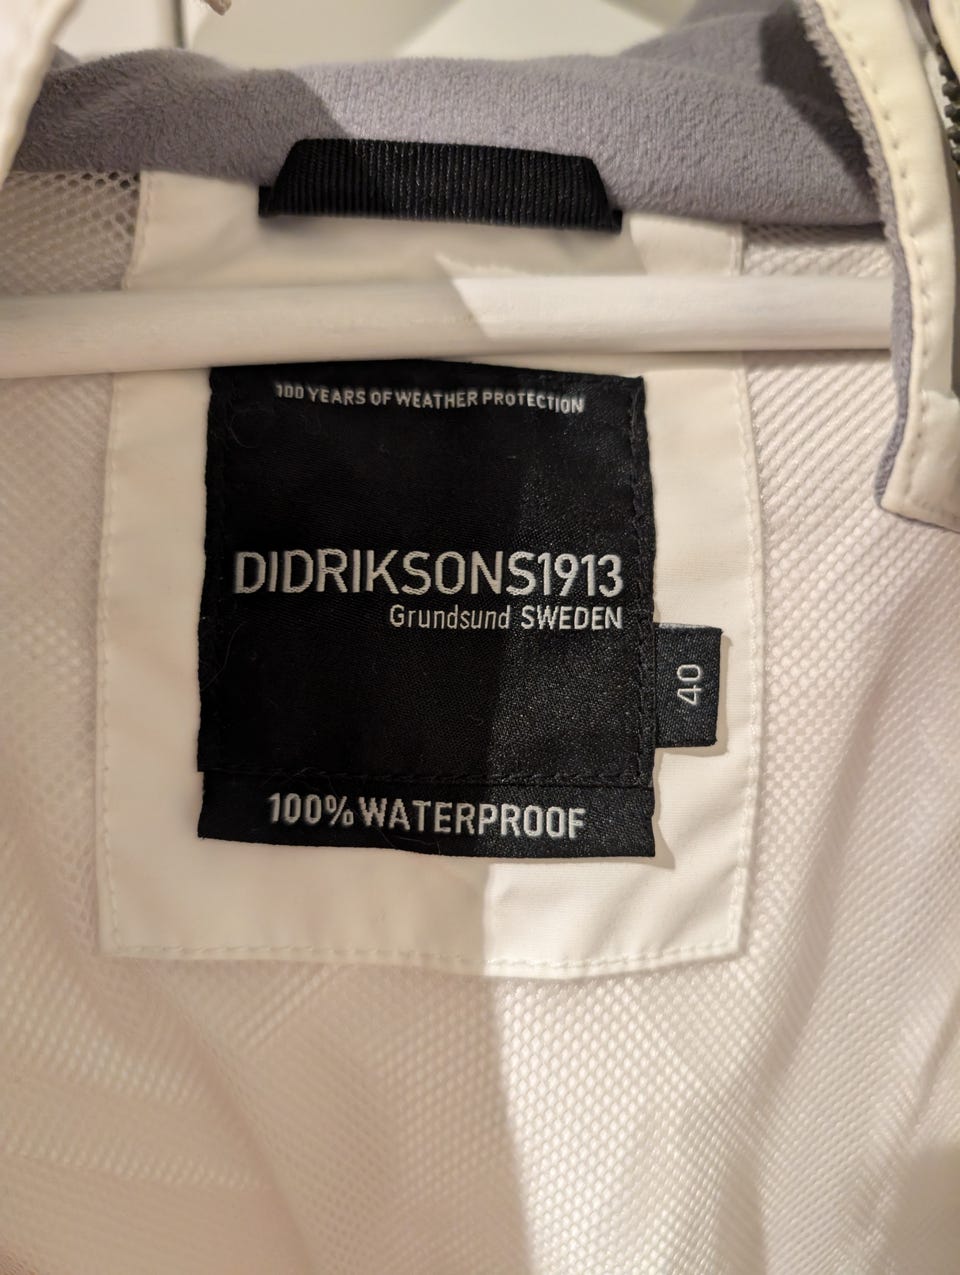 100 YEARS OF WEATHER PROTECTION
DIDRIKSONS1913
Grundsund SWEDEN
40
100% WATERPROOF